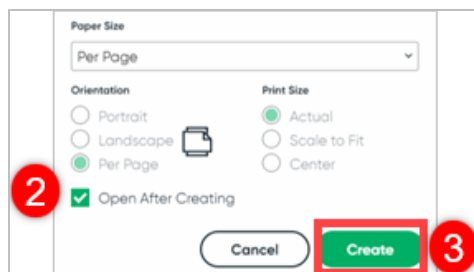 Paper Size
Per Page
Orientation Print Size
Portrait Actual
Landscape Scale to Fit
Per Page Center
2 Open After Creating
Cancel Create 3